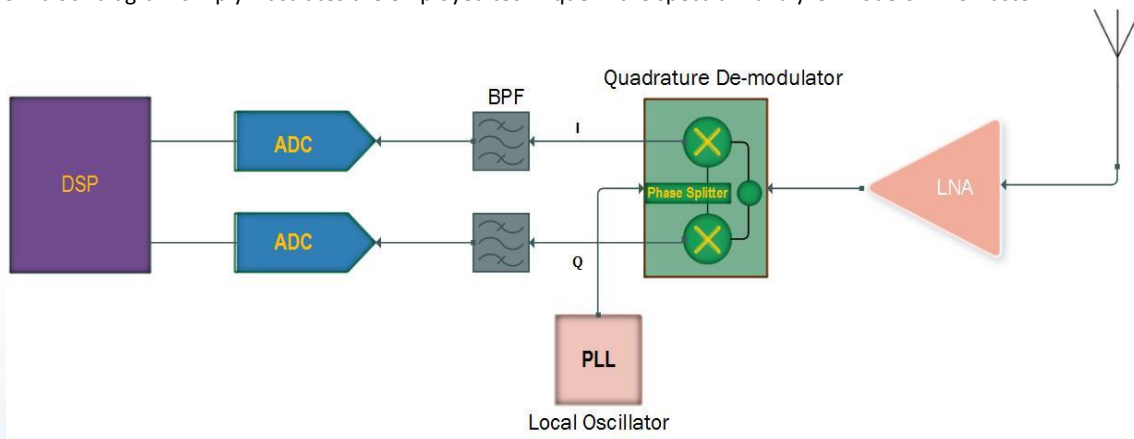 Quadrature De-modulator
BPF
I
ADC
DSP
Phase Splitter
LNA
ADC
Q
PLL
Local Oscillator